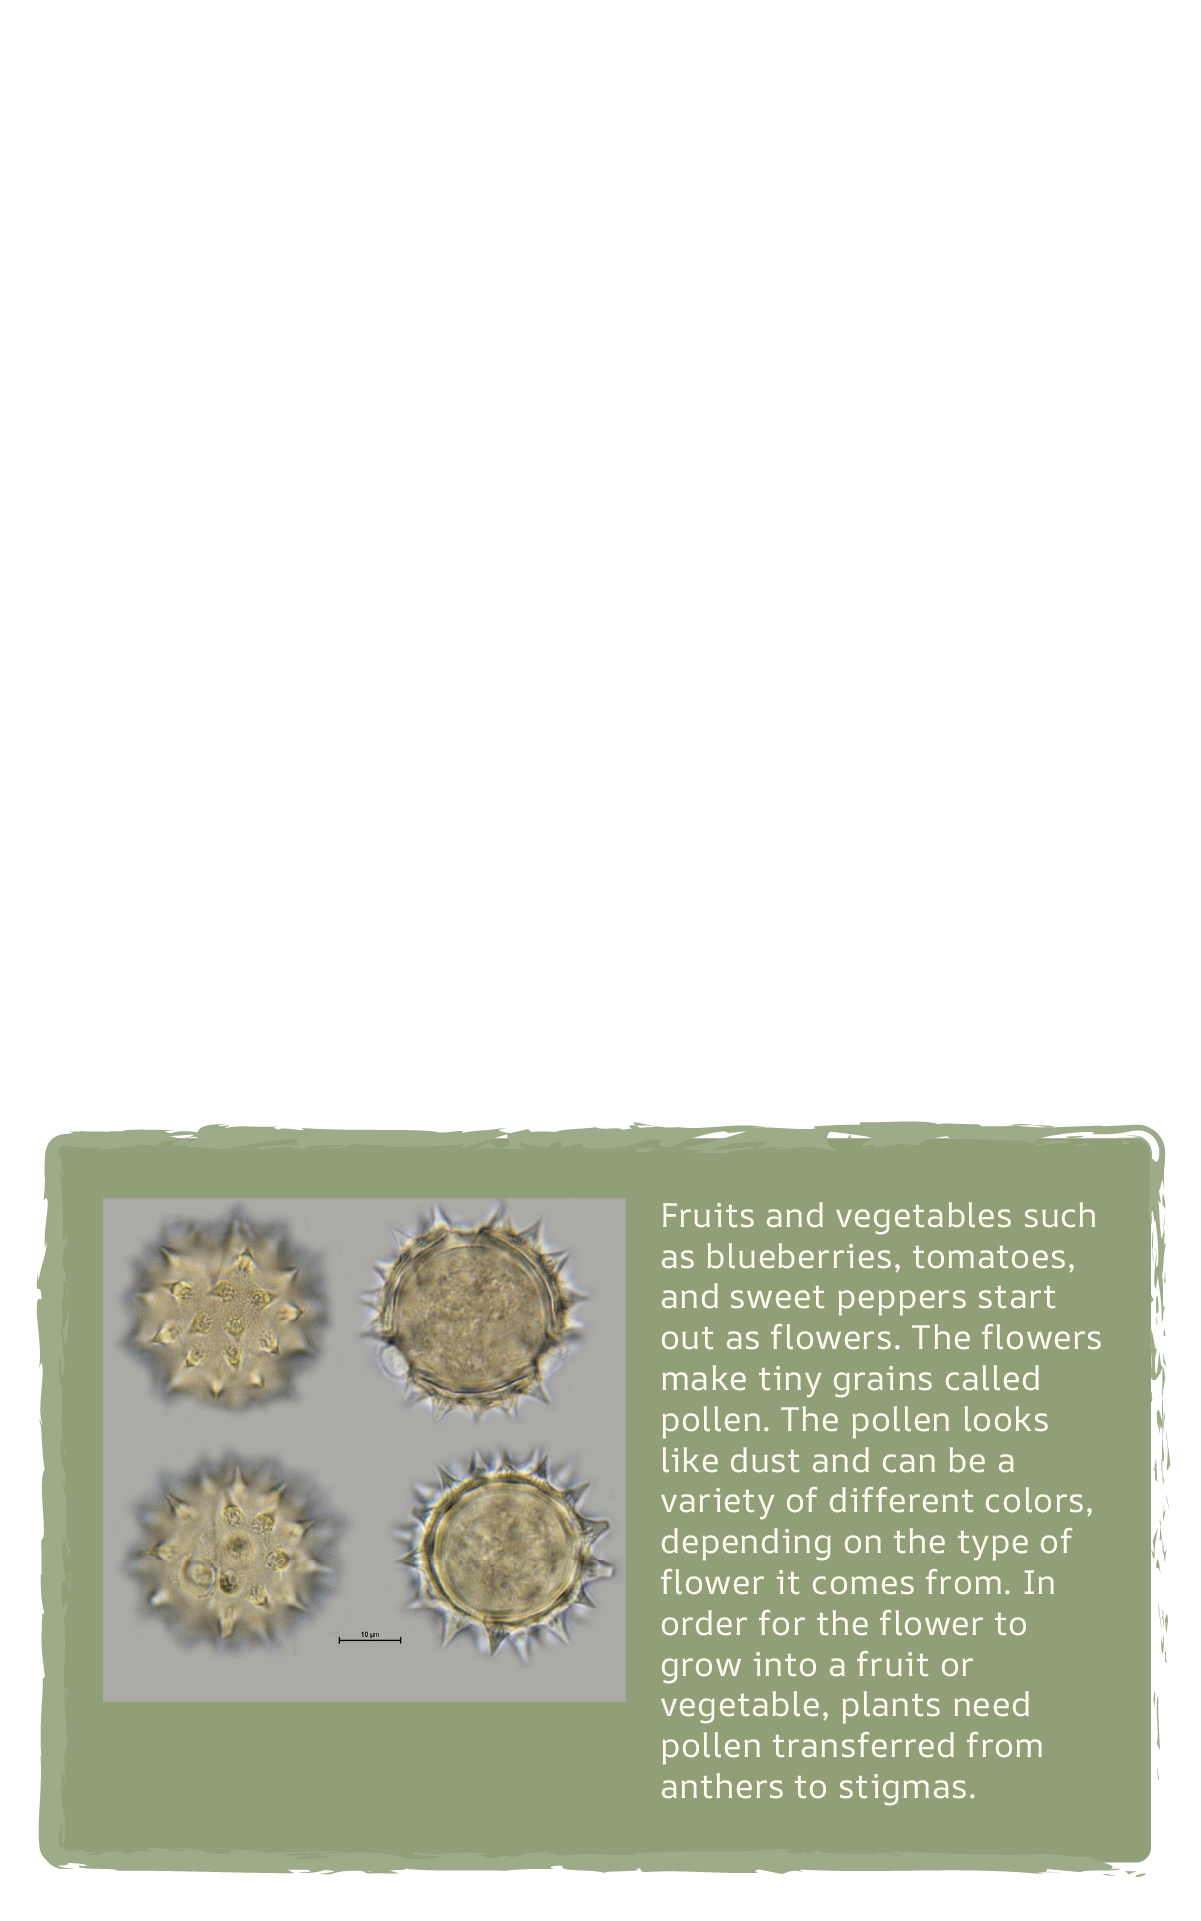 Fruits and vegetables such
as blueberries, tomatoes,
and sweet peppers start
out as flowers. The flowers
make tiny grains called
pollen. The pollen looks
like dust and can be a
variety of different colors,
depending on the type of
flower it comes from. In
order for the flower to
grow into a fruit or
vegetable, plants need
pollen transferred from
anthers to stigmas.
10 µm